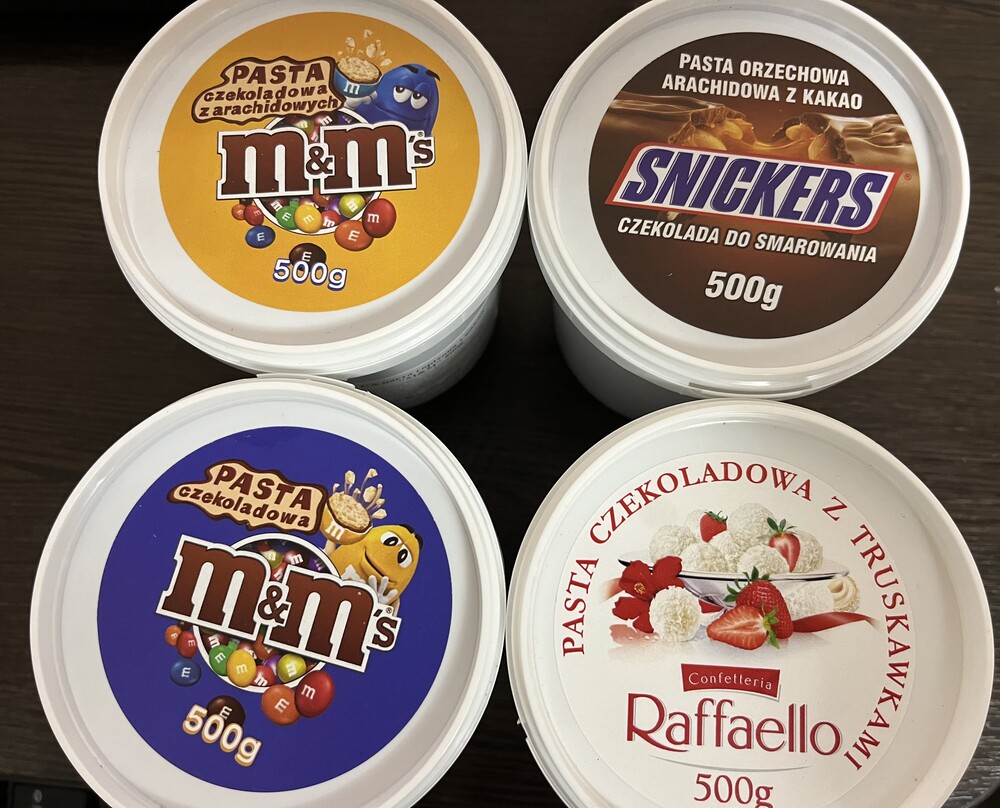 PASTA
czekoladowa
z arachidowych
m
m&m's
500g
PASTA ORZECHOWA
ARACHIDOWA Z KAKAO
SNICKERS
CZEKOLADA DO SMAROWANIA
500g
PASTA
czekoladowa
m
m&m's
500g
PASTA CZEKOLADOWA Z TRUSKAWKAMI
Confetteria
Raffaello
500g